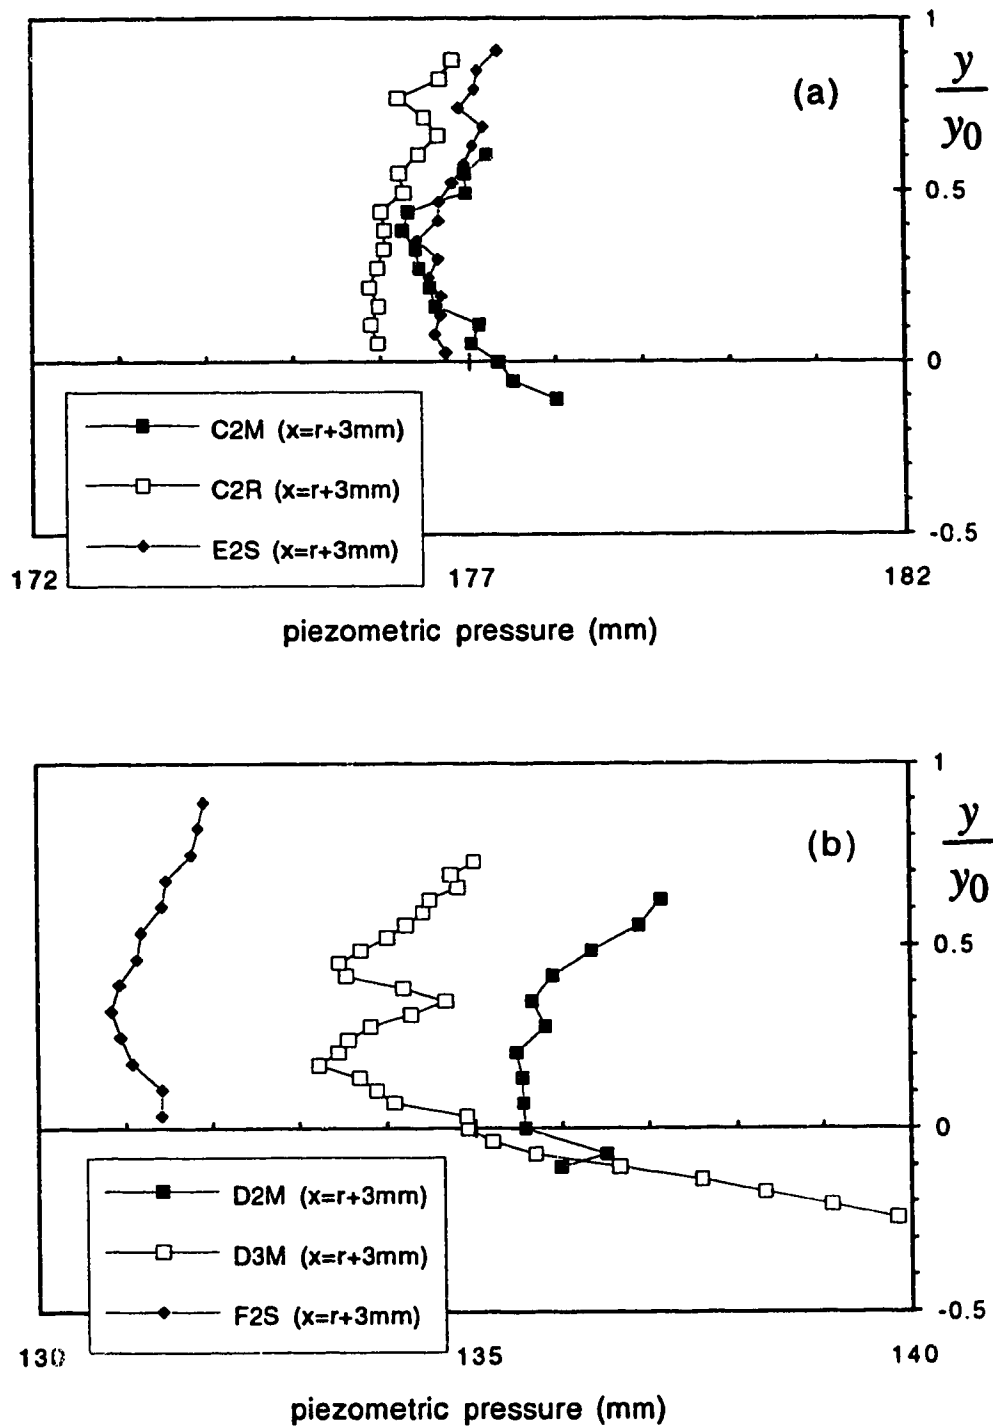 1
(a)
y
y0
0.5
0
C2M (x=r+3mm)
C2R (x=r+3mm)
E2S (x=r+3mm)
-0.5
172
177
182
piezometric pressure (mm)
1
(b)
y
y0
0.5
0
D2M (x=r+3mm)
D3M (x=r+3mm)
F2S (x=r+3mm)
-0.5
130
135
140
piezometric pressure (mm)